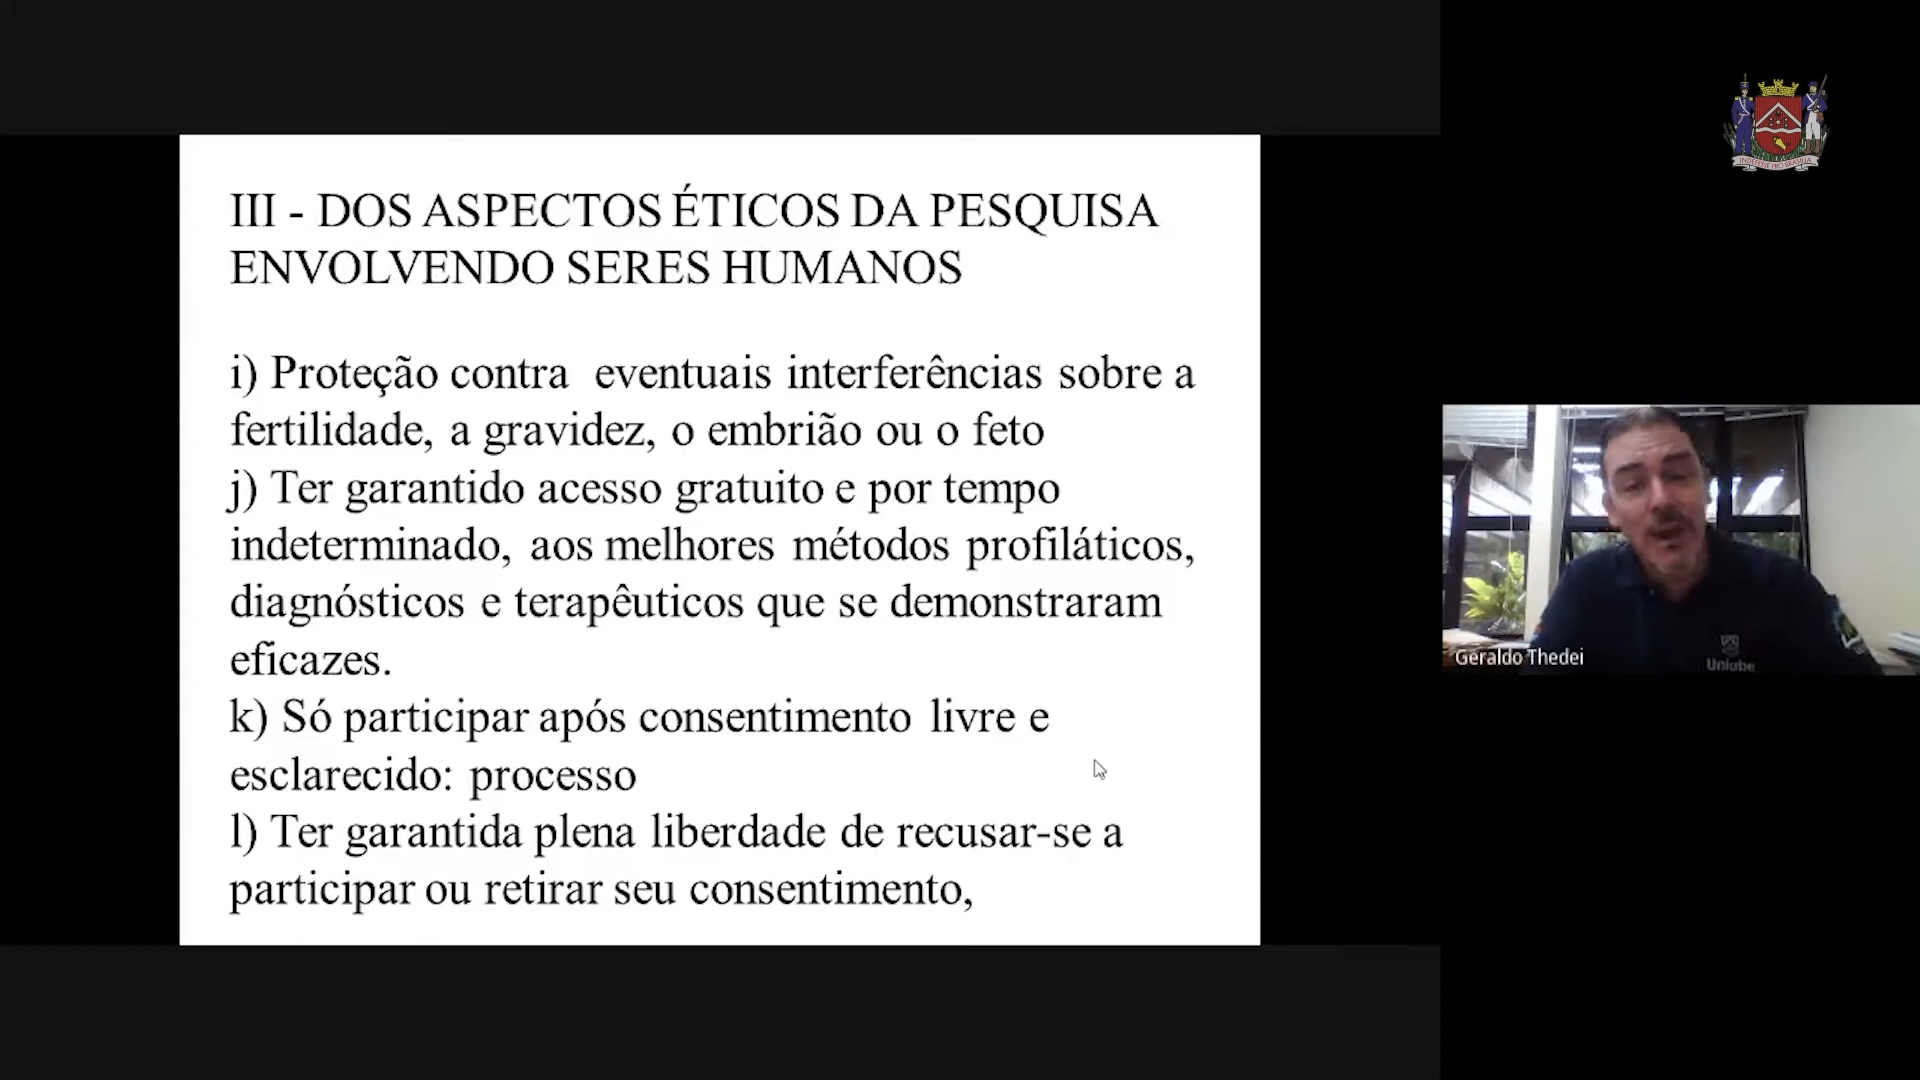 III - DOS ASPECTOS ÉTICOS DA PESQUISA
ENVOLVENDO SERES HUMANOS
i) Proteção contra eventuais interferências sobre a
fertilidade, a gravidez, o embrião ou o feto
j) Ter garantido acesso gratuito e por tempo
indeterminado, aos melhores métodos profiláticos,
diagnósticos e terapêuticos que se demonstraram
eficazes.
k) Só participar após consentimento livre e
esclarecido: processo
l) Ter garantida plena liberdade de recusar-se a
participar ou retirar seu consentimento,
INDEFESSE PRO BRASILIA
Geraldo Thedei
Uniube